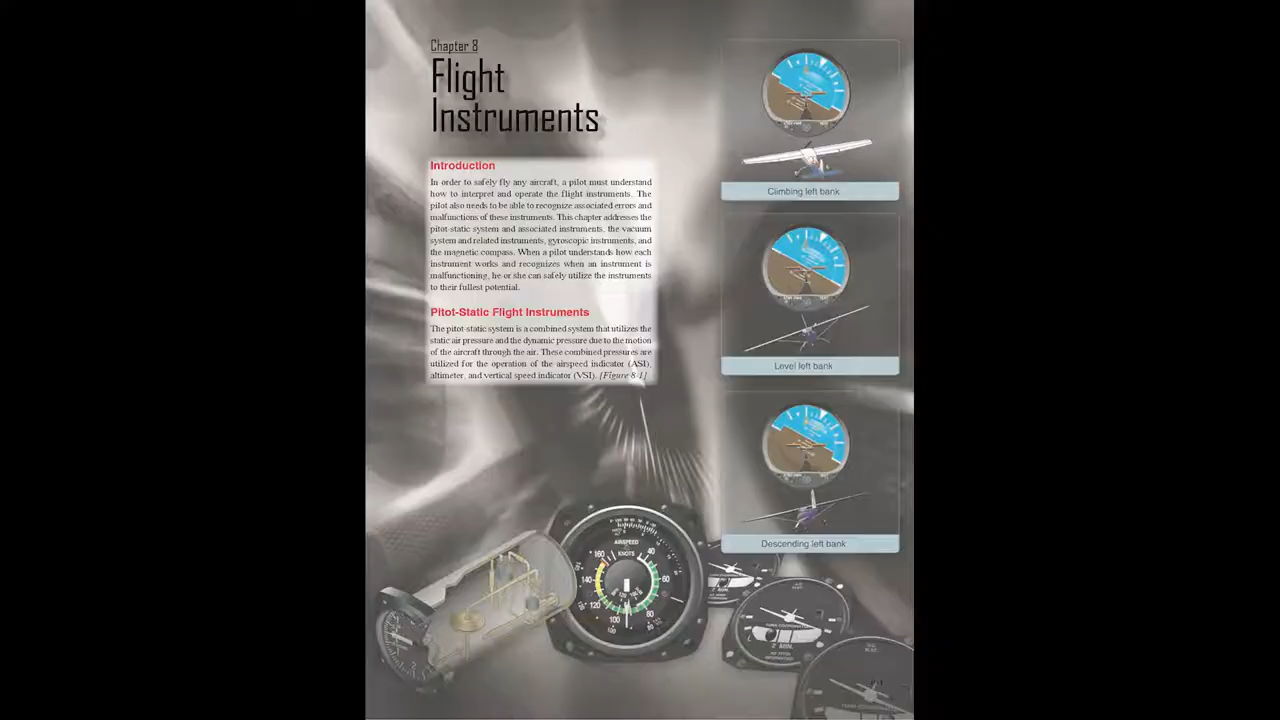 Chapter 8
Flight
Instruments
Introduction
In order to safely fly any aircraft, a pilot must understand
how to interpret and operate the flight instruments. The
pilot also needs to be able to recognize associated errors and
malfunctions of these instruments. This chapter addresses the
pitot-static system and associated instruments, the vacuum
system and related instruments, gyroscopic instruments, and
the magnetic compass. When a pilot understands how each
instrument works and recognizes when an instrument is
malfunctioning, he or she can safely utilize the instruments
to their fullest potential.
Pitot-Static Flight Instruments
The pitot-static system is a combined system that utilizes the
static air pressure and the dynamic pressure due to the motion
of the aircraft through the air. These combined pressures are
utilized for the operation of the airspeed indicator (ASI),
altimeter, and vertical speed indicator (VSI). [Figure 8-1]
Climbing left bank
Level left bank
Descending left bank
AIRSPEED
KNOTS
160
40
140
60
120
80
100
TURN COORDINATOR
2 MIN.